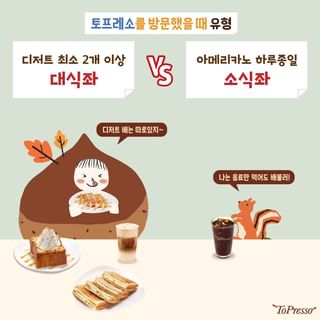 토프레소를 방문했을 때 유형
디저트 최소 2개 이상
대식좌
VS
아메리카노 하루종일
소식좌
디저트 배는 따로있지~
나는 음료만 먹어도 배불러!
ToPresso